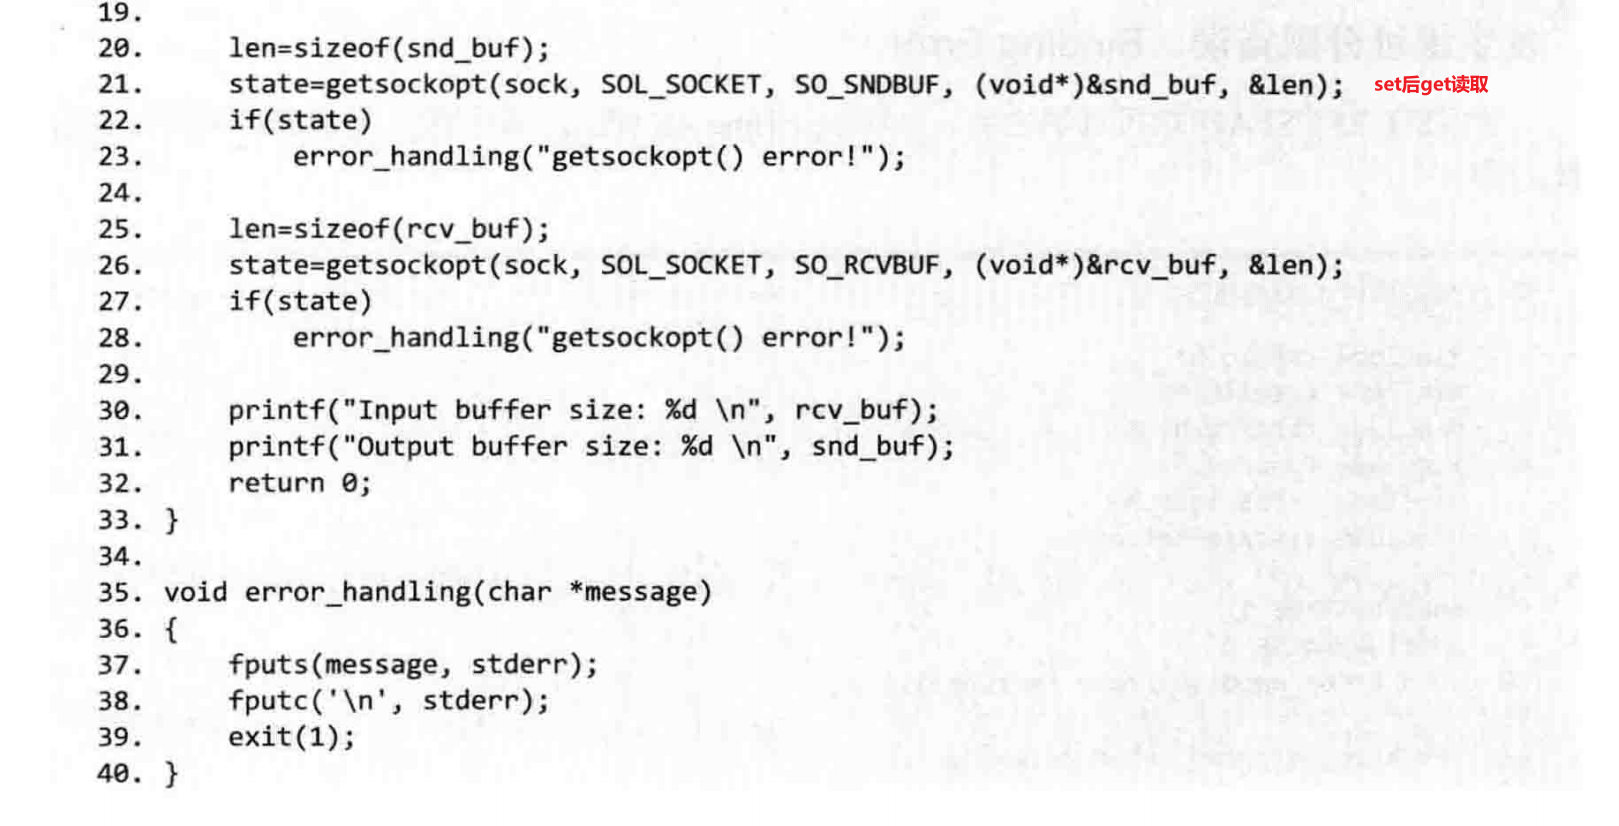 19.
20. len=sizeof(snd_buf);
21. state=getsockopt(sock, SOL_SOCKET, SO_SNDBUF, (void*)&snd_buf, &len); set后get读取
22. if(state)
23. error_handling("getsockopt() error!");
24.
25. len=sizeof(rcv_buf);
26. state=getsockopt(sock, SOL_SOCKET, SO_RCVBUF, (void*)&rcv_buf, &len);
27. if(state)
28. error_handling("getsockopt() error!");
29.
30. printf("Input buffer size: %d \n", rcv_buf);
31. printf("Output buffer size: %d \n", snd_buf);
32. return 0;
33. }
34.
35. void error_handling(char *message)
36. {
37. fputs(message, stderr);
38. fputc('\n', stderr);
39. exit(1);
40. }